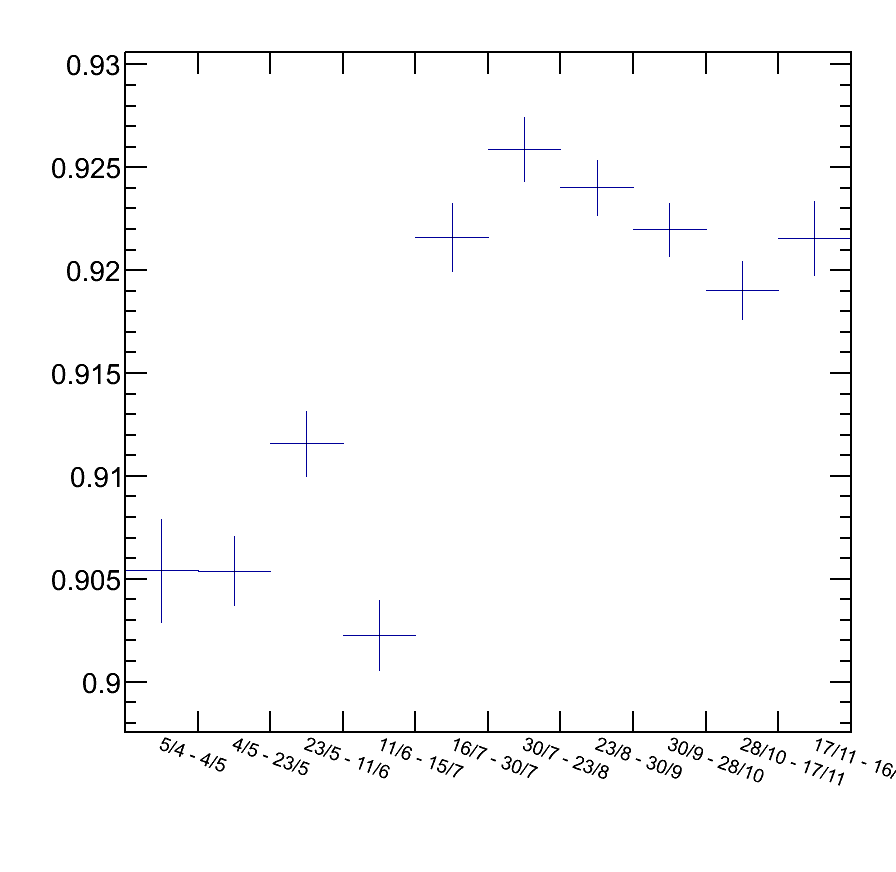 0.93
0.925
0.92
0.915
0.91
0.905
0.9
5/4 - 4/5
4/5 - 23/5
23/5 - 11/6
11/6 - 15/7
16/7 - 30/7
30/7 - 23/8
23/8 - 30/9
30/9 - 28/10
28/10 - 17/11
17/11 - 16/